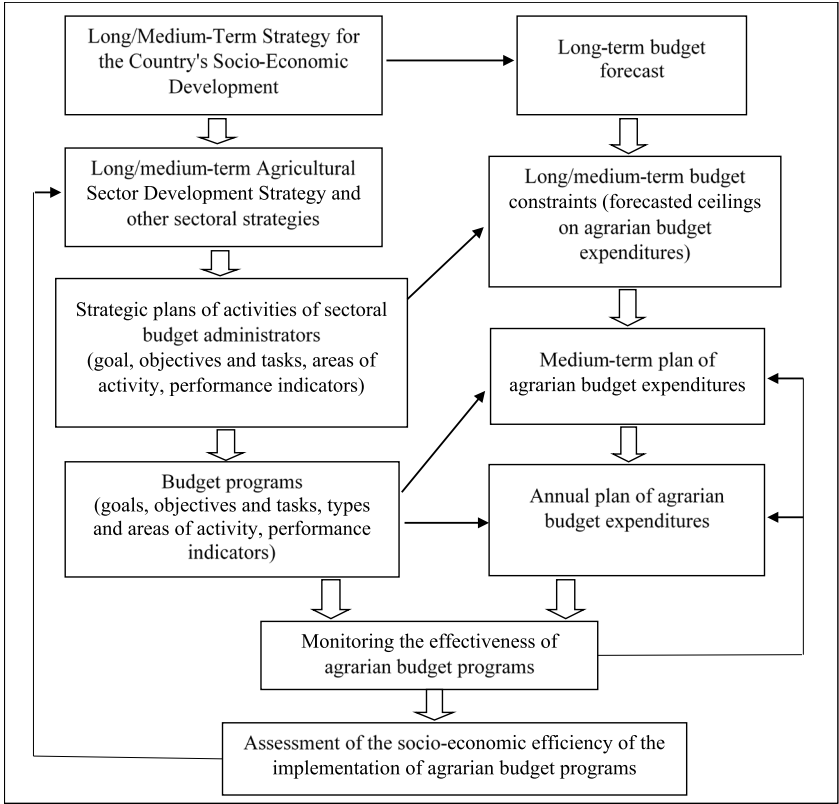 Long/Medium-Term Strategy for
the Country's Socio-Economic
Development
Long-term budget
forecast
Long/medium-term Agricultural
Sector Development Strategy and
other sectoral strategies
Long/medium-term budget
constraints (forecasted ceilings
on agrarian budget
expenditures)
Strategic plans of activities of sectoral
budget administrators
(goal, objectives and tasks, areas of
activity, performance indicators)
Medium-term plan of
agrarian budget expenditures
Budget programs
(goals, objectives and tasks, types
and areas of activity, performance
indicators)
Annual plan of agrarian
budget expenditures
Monitoring the effectiveness of
agrarian budget programs
Assessment of the socio-economic efficiency of the
implementation of agrarian budget programs